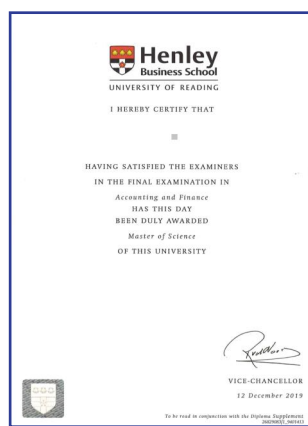 Henley
Business School
UNIVERSITY OF READING
I HEREBY CERTIFY THAT
HAVING SATISFIED THE EXAMINERS
IN THE FINAL EXAMINATION IN
Accounting and Finance
HAS THIS DAY
BEEN DULY AWARDED
Master of Science
OF THIS UNIVERSITY
VICE-CHANCELLOR
12 December 2019
To be read in conjunction with the Diploma Supplement